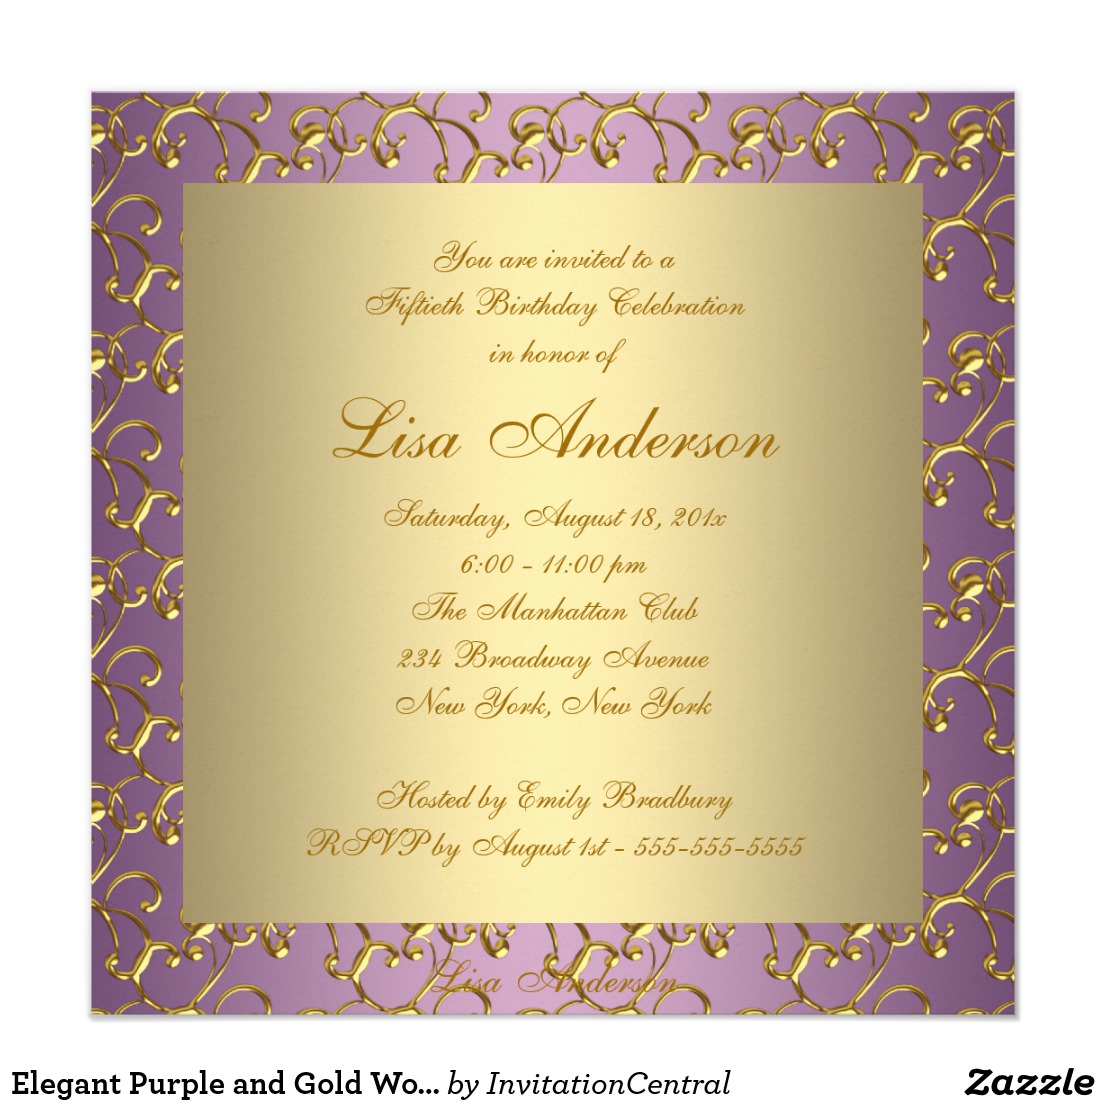 You are invited to a
Fiftieth Birthday Celebration
in honor of
Lisa Anderson
Saturday, August 18, 201x
6:00 - 11:00 pm
The Manhattan Club
234 Broadway Avenue
New York, New York
Hosted by Emily Bradbury
RSVP by August 1st - 555-555-5555
Lisa Anderson
Elegant Purple and Gold Wo... by InvitationCentral
Zazzle